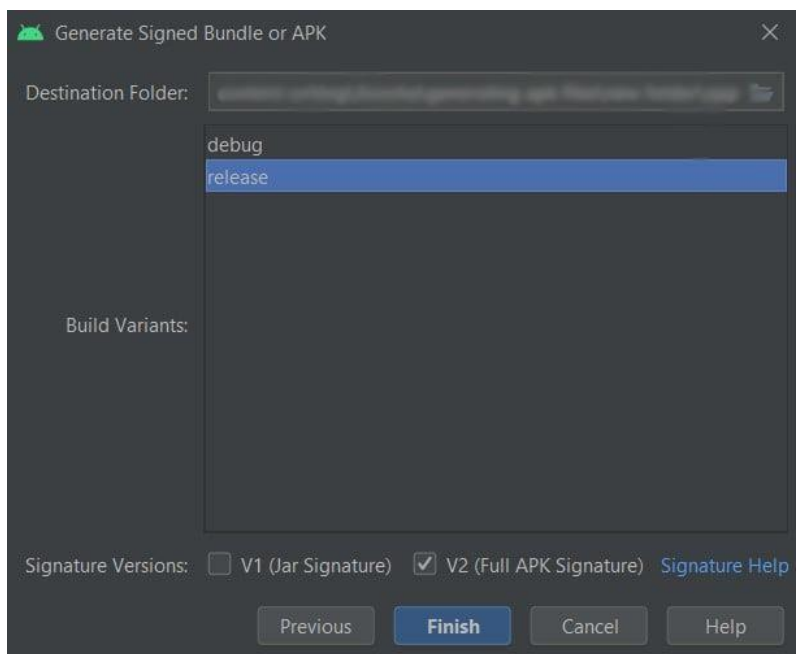 Generate Signed Bundle or APK
Destination Folder:
debug
release
Build Variants:
Signature Versions: V1 (Jar Signature) V2 (Full APK Signature) Signature Help
Previous Finish Cancel Help